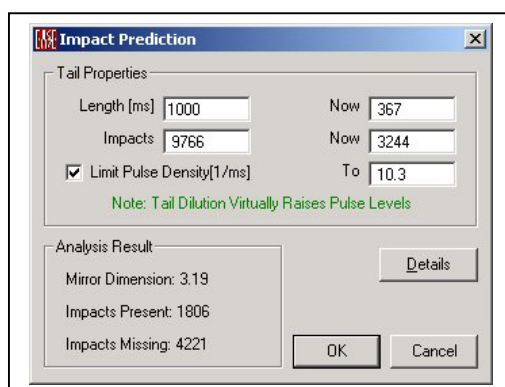 Impact Prediction
Tail Properties
Length [ms] 1000 Now 367
Impacts 9766 Now 3244
Limit Pulse Density[1/ms] To 10.3
Note: Tail Dilution Virtually Raises Pulse Levels
Analysis Result
Mirror Dimension: 3.19
Impacts Present: 1806
Impacts Missing: 4221
Details
OK Cancel